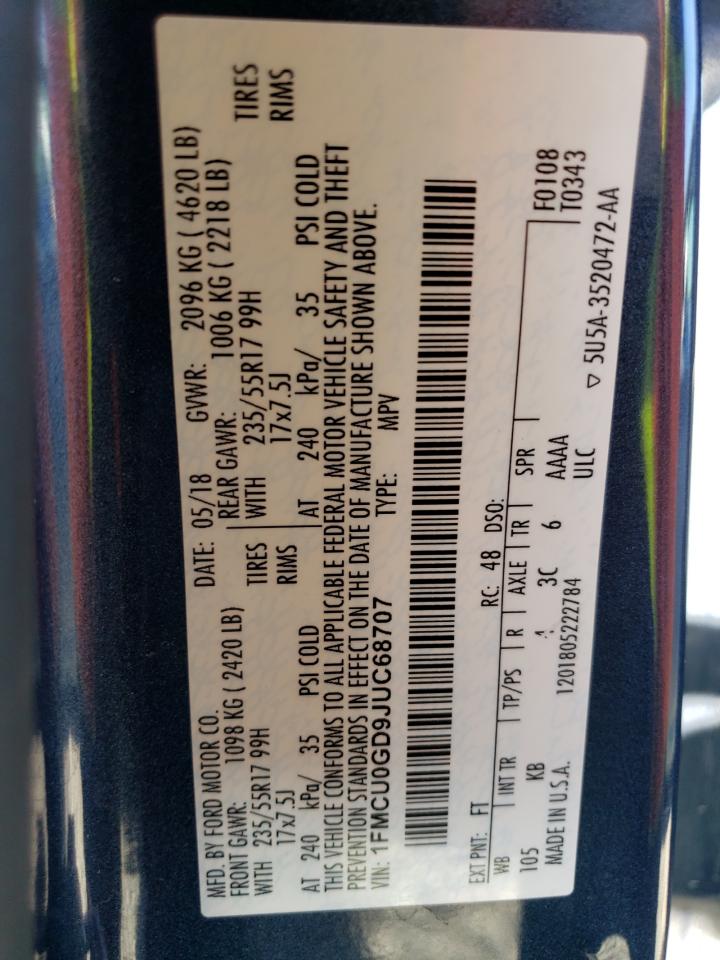 MFD. BY FORD MOTOR CO.
DATE: 05/18 GVWR: 2096 KG ( 4620 LB)
FRONT GAWR: 1098 KG ( 2420 LB)
REAR GAWR: 1006 KG ( 2218 LB)
WITH 235/55R17 99H TIRES
WITH 235/55R17 99H TIRES
17x7.5J RIMS
17x7.5J RIMS
AT 240 kPa/ 35 PSI COLD
AT 240 kPa/ 35 PSI COLD
THIS VEHICLE CONFORMS TO ALL APPLICABLE FEDERAL MOTOR VEHICLE SAFETY AND THEFT
PREVENTION STANDARDS IN EFFECT ON THE DATE OF MANUFACTURE SHOWN ABOVE.
VIN: 1FMCU0GD9JUC68707 TYPE: MPV
EXT PNT: FT RC: 48 DSO:
WB INT TR TP/PS R AXLE TR SPR F0108
105 KB 3C 6 AAAA T0343
MADE IN U.S.A. 1201805222784 ULC
5U5A-3520472-AA